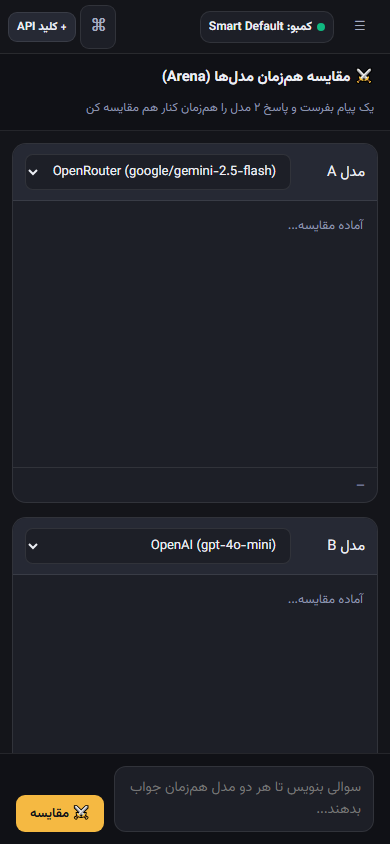 ☰
کمبو: Smart Default
⌘
+ کلید API
⚔️ مقایسه هم‌زمان مدل‌ها (Arena)
یک پیام بفرست و پاسخ ۲ مدل را هم‌زمان کنار هم مقایسه کن
مدل A
OpenRouter (google/gemini-2.5-flash)
آماده مقایسه...
–
مدل B
OpenAI (gpt-4o-mini)
آماده مقایسه...
سوالی بنویس تا هر دو مدل هم‌زمان جواب
بدهند...
⚔️ مقایسه